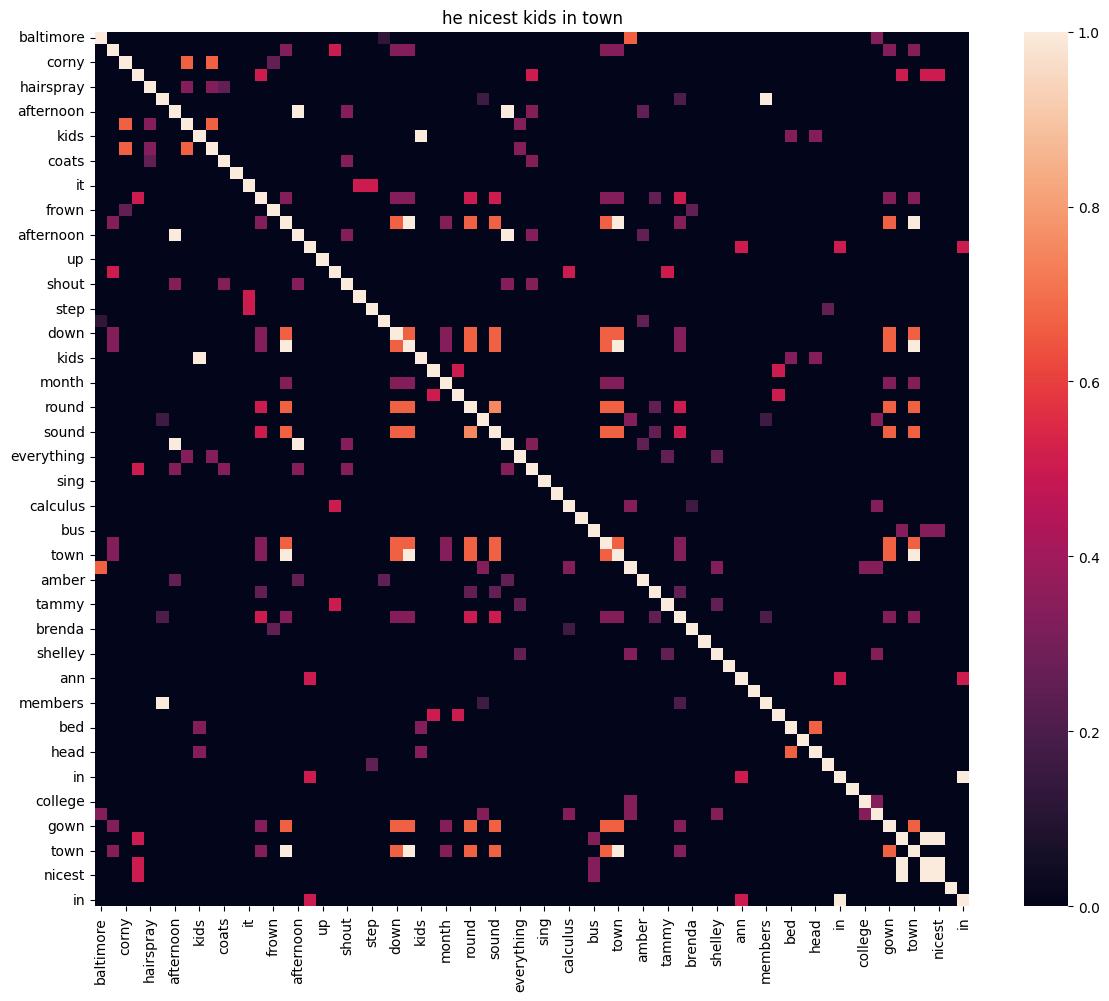 he nicest kids in town
baltimore
corny
hairspray
afternoon
kids
coats
it
frown
afternoon
up
shout
step
down
kids
month
round
sound
everything
sing
calculus
bus
town
amber
tammy
brenda
shelley
ann
members
bed
head
in
college
gown
town
nicest
in
1.0
0.8
0.6
0.4
0.2
0.0
baltimore
corny
hairspray
afternoon
kids
coats
it
frown
afternoon
up
shout
step
down
kids
month
round
sound
everything
sing
calculus
bus
town
amber
tammy
brenda
shelley
ann
members
bed
head
in
college
gown
town
nicest
in